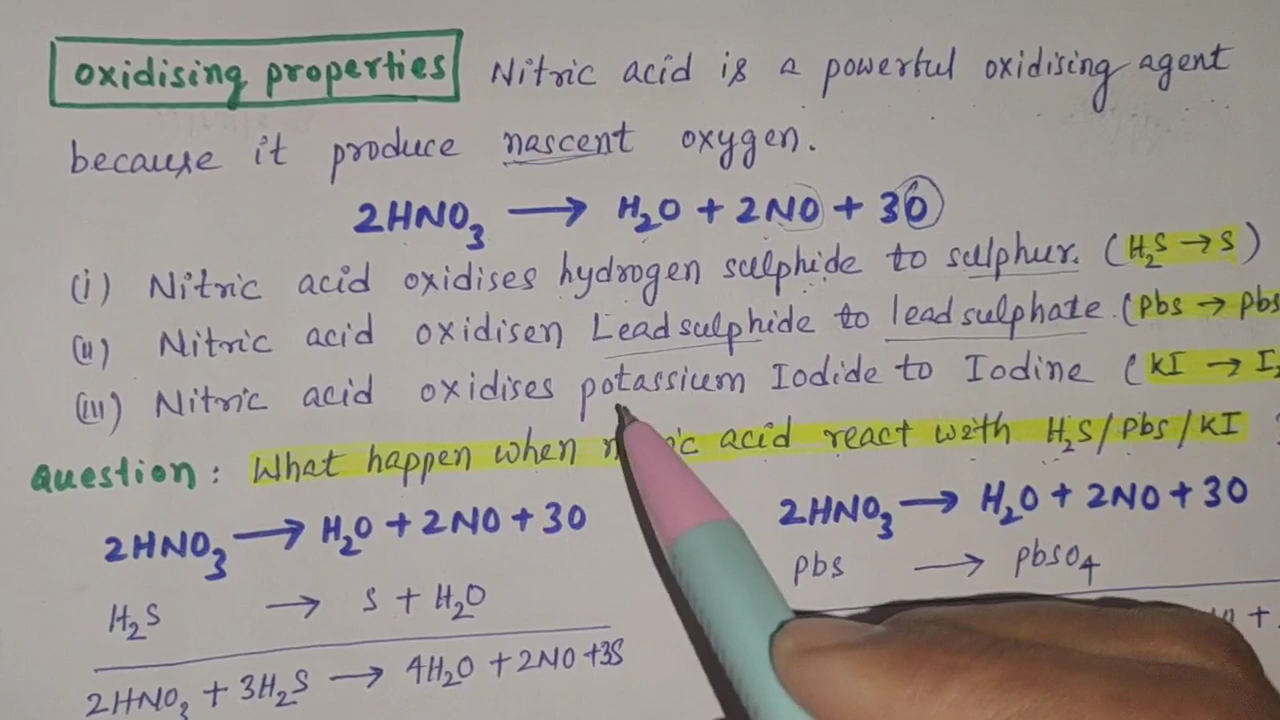 oxidising properties Nitric acid is a powerful oxidising agent
because it produce nascent oxygen.
2HNO₃ → H₂O + 2NO + 3O
(i) Nitric acid oxidises hydrogen sulphide to sulphur. (H₂S → S)
(ii) Nitric acid oxidisen Lead sulphide to lead sulphate. (Pbs → pbs
(iii) Nitric acid oxidises potassium Iodide to Iodine (KI → I₂
Question: What happen when acid react with H₂S/pbs/KI
2HNO₃ → H₂O + 2NO + 3O 2HNO₃ → H₂O + 2NO + 3O
H₂S → S + H₂O pbs → pbso₄
2HNO₃ + 3H₂S → 4H₂O + 2NO + 3S